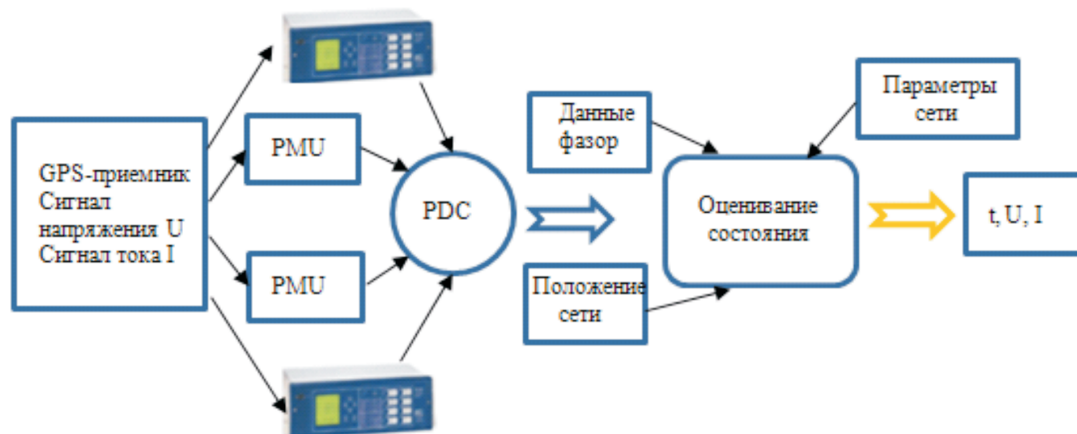 GPS-приемник
Сигнал
напряжения U
Сигнал тока I
PMU
PMU
PDC
Данные
фазор
Положение
сети
Параметры
сети
Оценивание
состояния
t, U, I